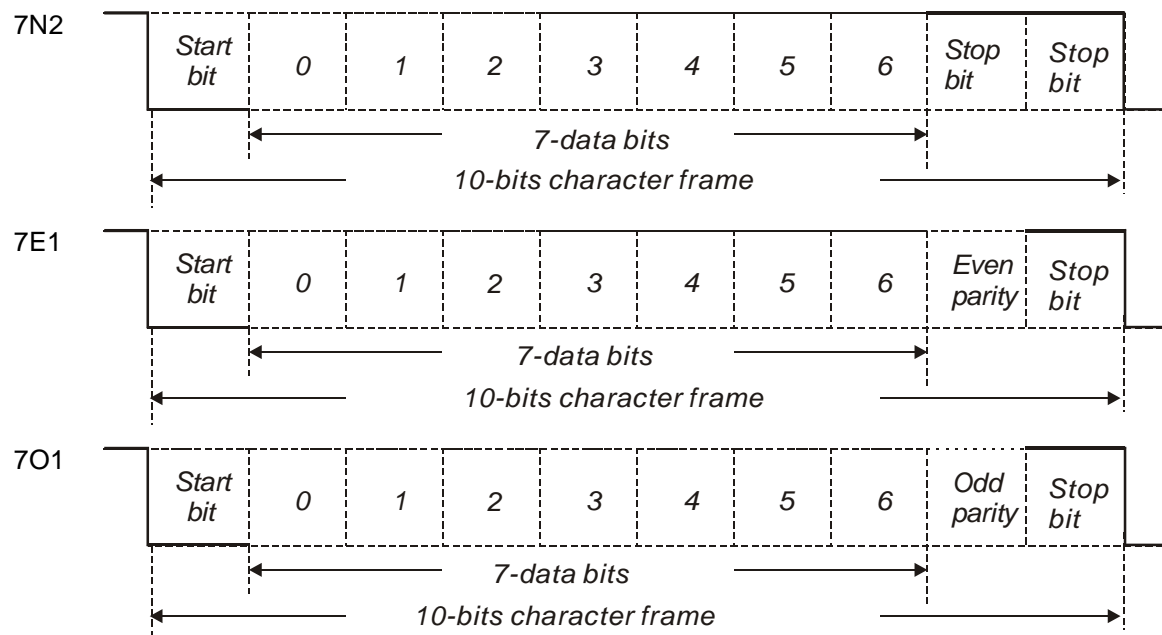 7N2
Start bit 0 1 2 3 4 5 6 Stop bit Stop bit
7-data bits
10-bits character frame
7E1
Start bit 0 1 2 3 4 5 6 Even parity Stop bit
7-data bits
10-bits character frame
7O1
Start bit 0 1 2 3 4 5 6 Odd parity Stop bit
7-data bits
10-bits character frame